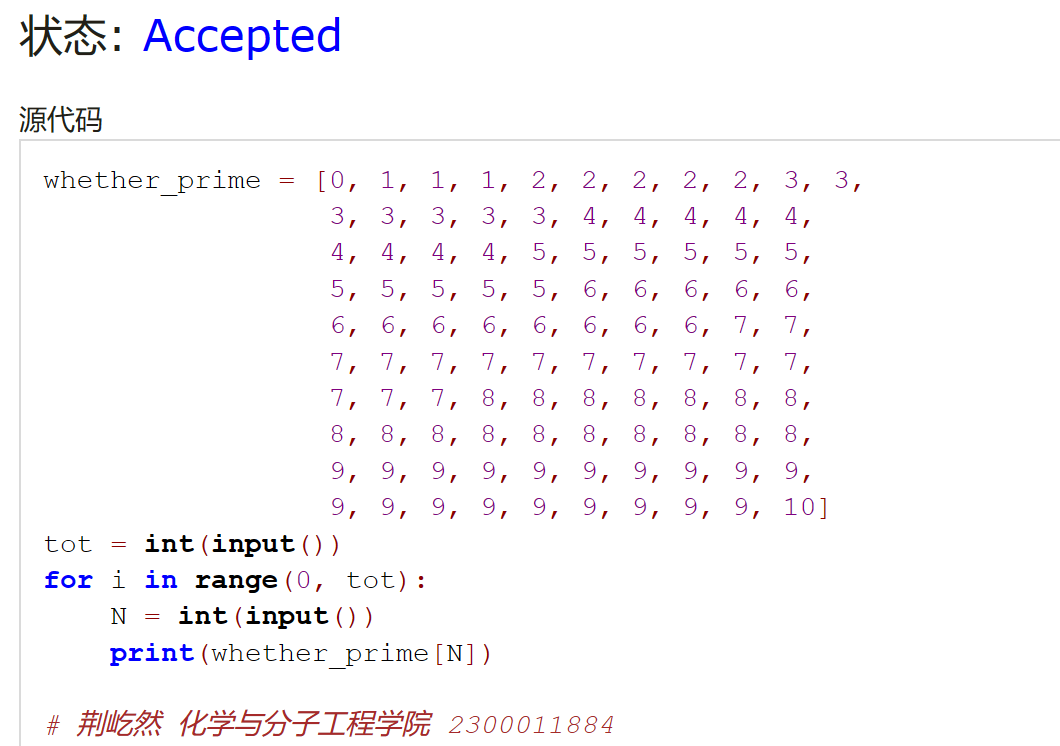 状态: Accepted
源代码
whether_prime = [0, 1, 1, 1, 2, 2, 2, 2, 2, 3, 3,
3, 3, 3, 3, 3, 4, 4, 4, 4, 4,
4, 4, 4, 4, 5, 5, 5, 5, 5, 5,
5, 5, 5, 5, 5, 6, 6, 6, 6, 6,
6, 6, 6, 6, 6, 6, 6, 6, 7, 7,
7, 7, 7, 7, 7, 7, 7, 7, 7, 7,
7, 7, 7, 8, 8, 8, 8, 8, 8, 8,
8, 8, 8, 8, 8, 8, 8, 8, 8, 8,
9, 9, 9, 9, 9, 9, 9, 9, 9, 9,
9, 9, 9, 9, 9, 9, 9, 9, 9, 10]
tot = int(input())
for i in range(0, tot):
    N = int(input())
    print(whether_prime[N])
# 荆屹然 化学与分子工程学院 2300011884